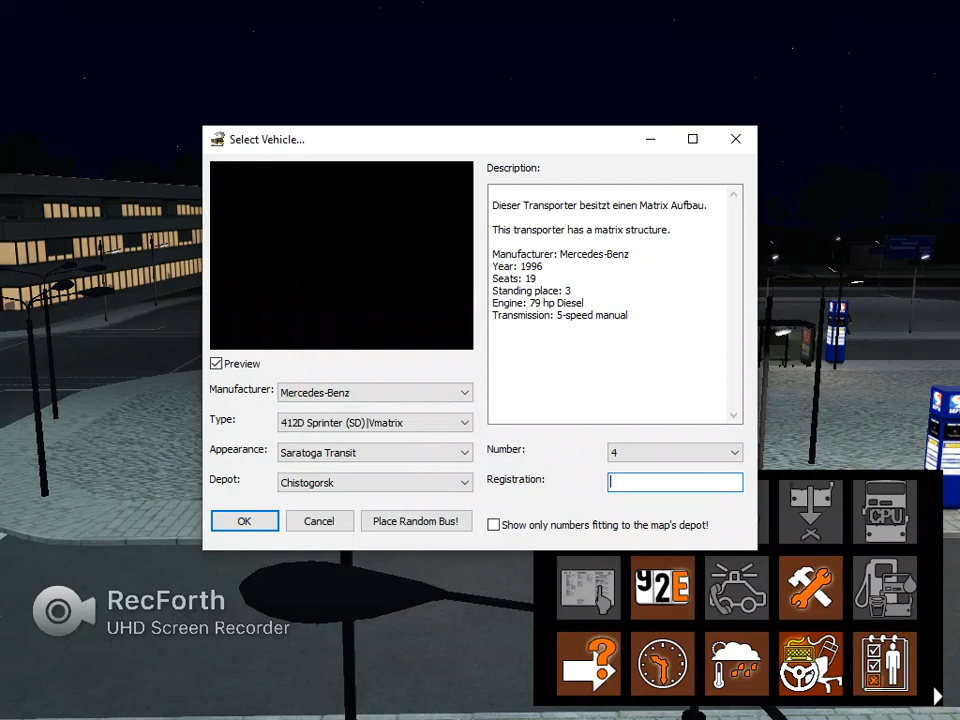 Select Vehicle...
Description:
Dieser Transporter besitzt einen Matrix Aufbau.
This transporter has a matrix structure.
Manufacturer: Mercedes-Benz
Year: 1996
Seats: 19
Standing place: 3
Engine: 79 hp Diesel
Transmission: 5-speed manual
Preview
Manufacturer: Mercedes-Benz
Type: 412D Sprinter (SD)|Vmatrix
Appearance: Saratoga Transit
Depot: Chistogorsk
Number: 4
Registration:
OK
Cancel
Place Random Bus!
Show only numbers fitting to the map's depot!
CPU
92E
?
RecForth
UHD Screen Recorder